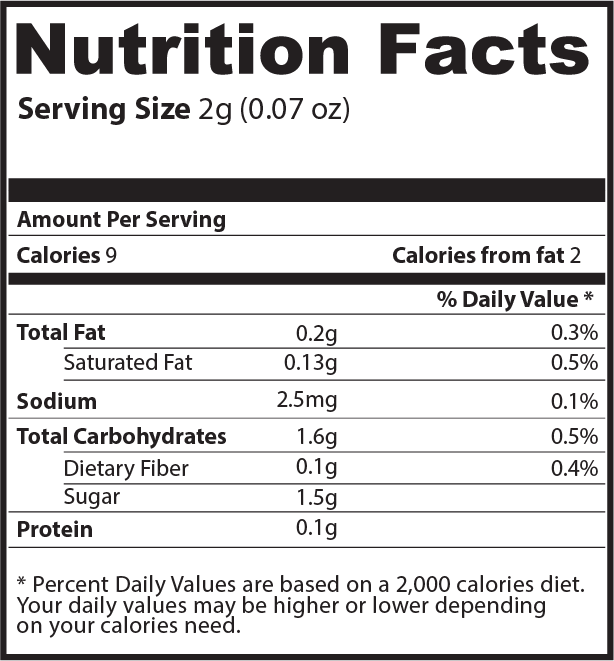 Nutrition Facts
Serving Size 2g (0.07 oz)
Amount Per Serving
Calories 9 Calories from fat 2
% Daily Value *
Total Fat 0.2g 0.3%
Saturated Fat 0.13g 0.5%
Sodium 2.5mg 0.1%
Total Carbohydrates 1.6g 0.5%
Dietary Fiber 0.1g 0.4%
Sugar 1.5g
Protein 0.1g
* Percent Daily Values are based on a 2,000 calories diet.
Your daily values may be higher or lower depending
on your calories need.